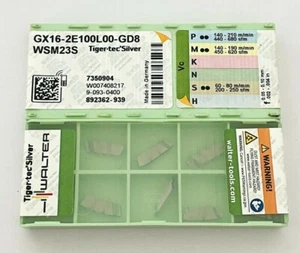 GX16-2E100L00-GD8
WSM23S Tiger·tec®Silver
7350904
W007408217
9-093-0400
892362-939
Made in Germany
Vc
P 140 - 215 m/min
440 - 680 sfm
M 140 - 190 m/min
450 - 620 sfm
K
N
S 60 - 80 m/min
200 - 250 sfm
H
Tiger·tec®Silver
WALTER
walter-tools.com
WARNING